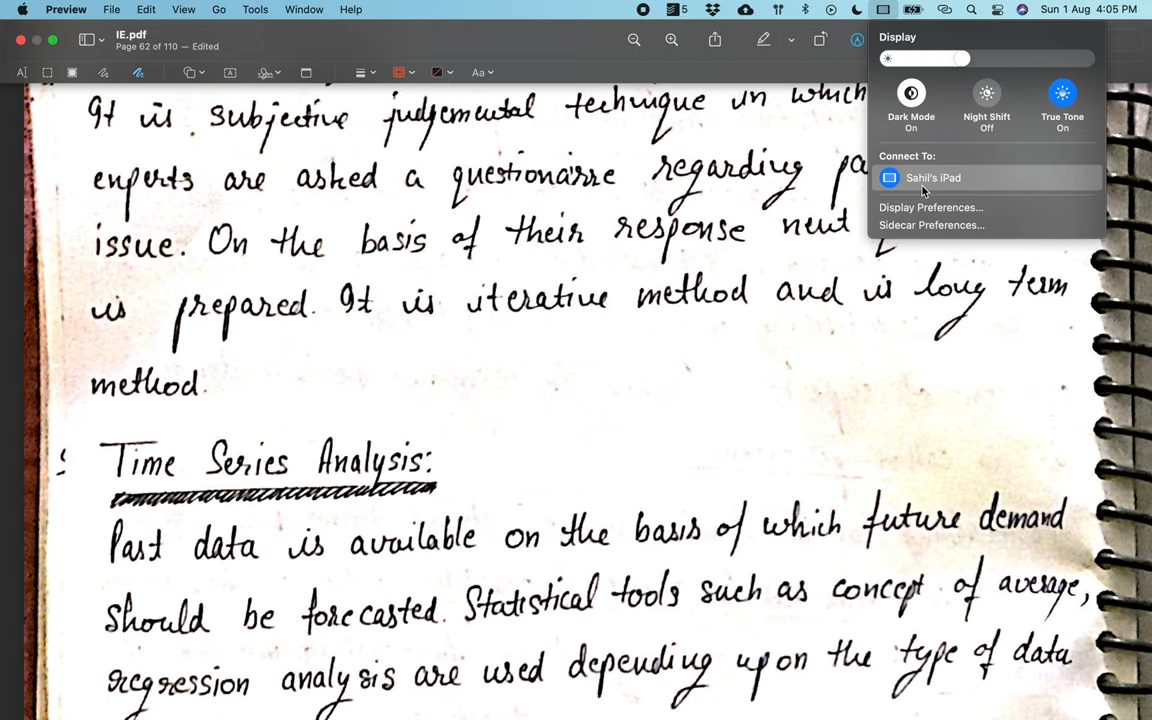 Preview File Edit View Go Tools Window Help 5 Sun 1 Aug 4:05 PM
IE.pdf
Page 62 of 110 — Edited
Aa
Display
Dark Mode
On
Night Shift
Off
True Tone
On
Connect To:
Sahil's iPad
Display Preferences...
Sidecar Preferences...
It is subjective judgemental technique in which
experts are asked a questionairse regarding pa
issue. On the basis of their response next
is prepared. It is iterative method and is long term
method.
Time Series Analysis:
Past data is available on the basis of which future demand
should be forecasted. Statistical tools such as concept of average,
regression analysis are used depending upon the type of data